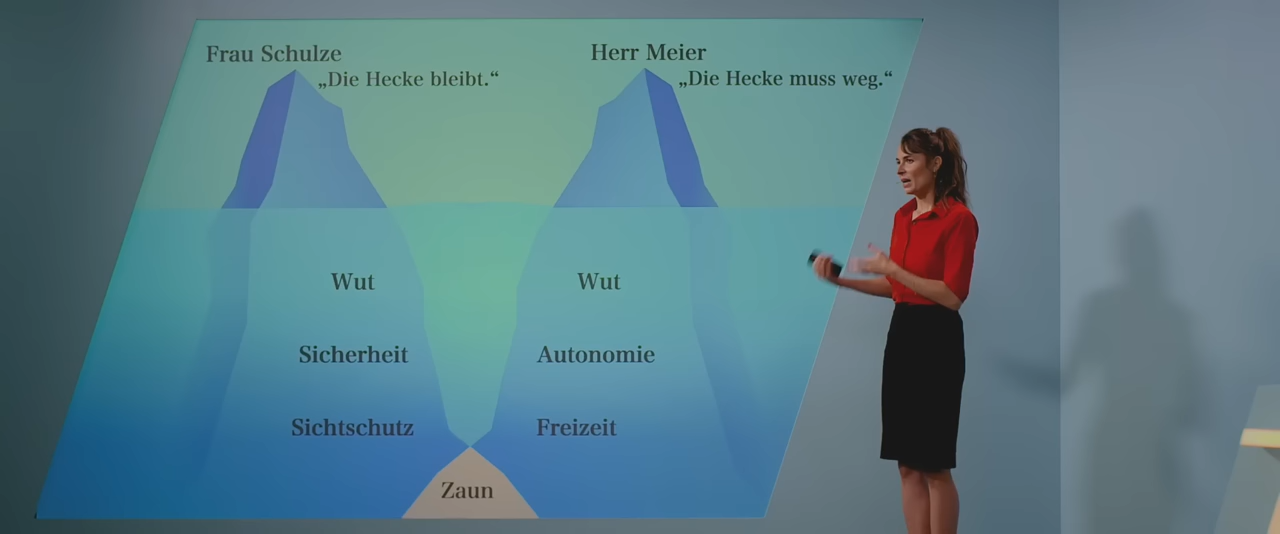 Frau Schulze
„Die Hecke bleibt.“
Herr Meier
„Die Hecke muss weg.“
Wut
Wut
Sicherheit
Autonomie
Sichtschutz
Freizeit
Zaun